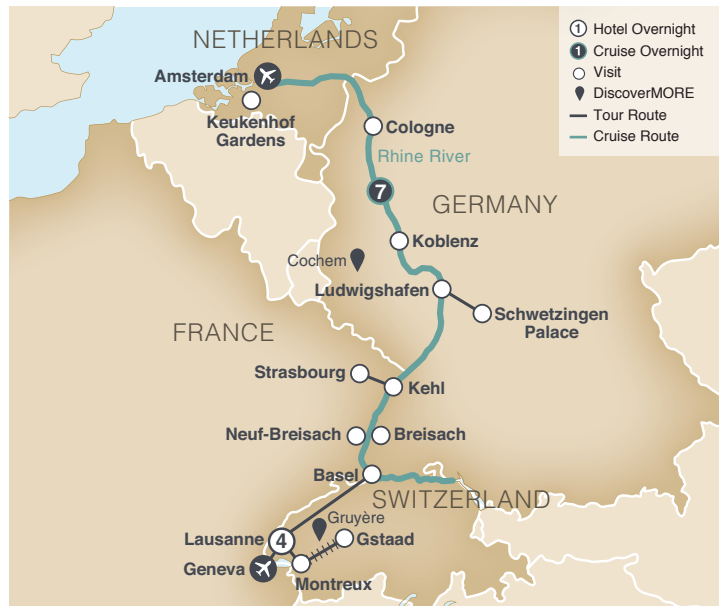 NETHERLANDS
Amsterdam
Keukenhof
Gardens
Cologne
Rhine River
7
GERMANY
Koblenz
Cochem
Ludwigshafen
Schwetzingen
Palace
FRANCE
Strasbourg
Kehl
Neuf-Breisach
Breisach
Basel
SWITZERLAND
Gruyère
Lausanne
4
Gstaad
Geneva
Montreux
1 Hotel Overnight
1 Cruise Overnight
Visit
DiscoverMORE
Tour Route
Cruise Route